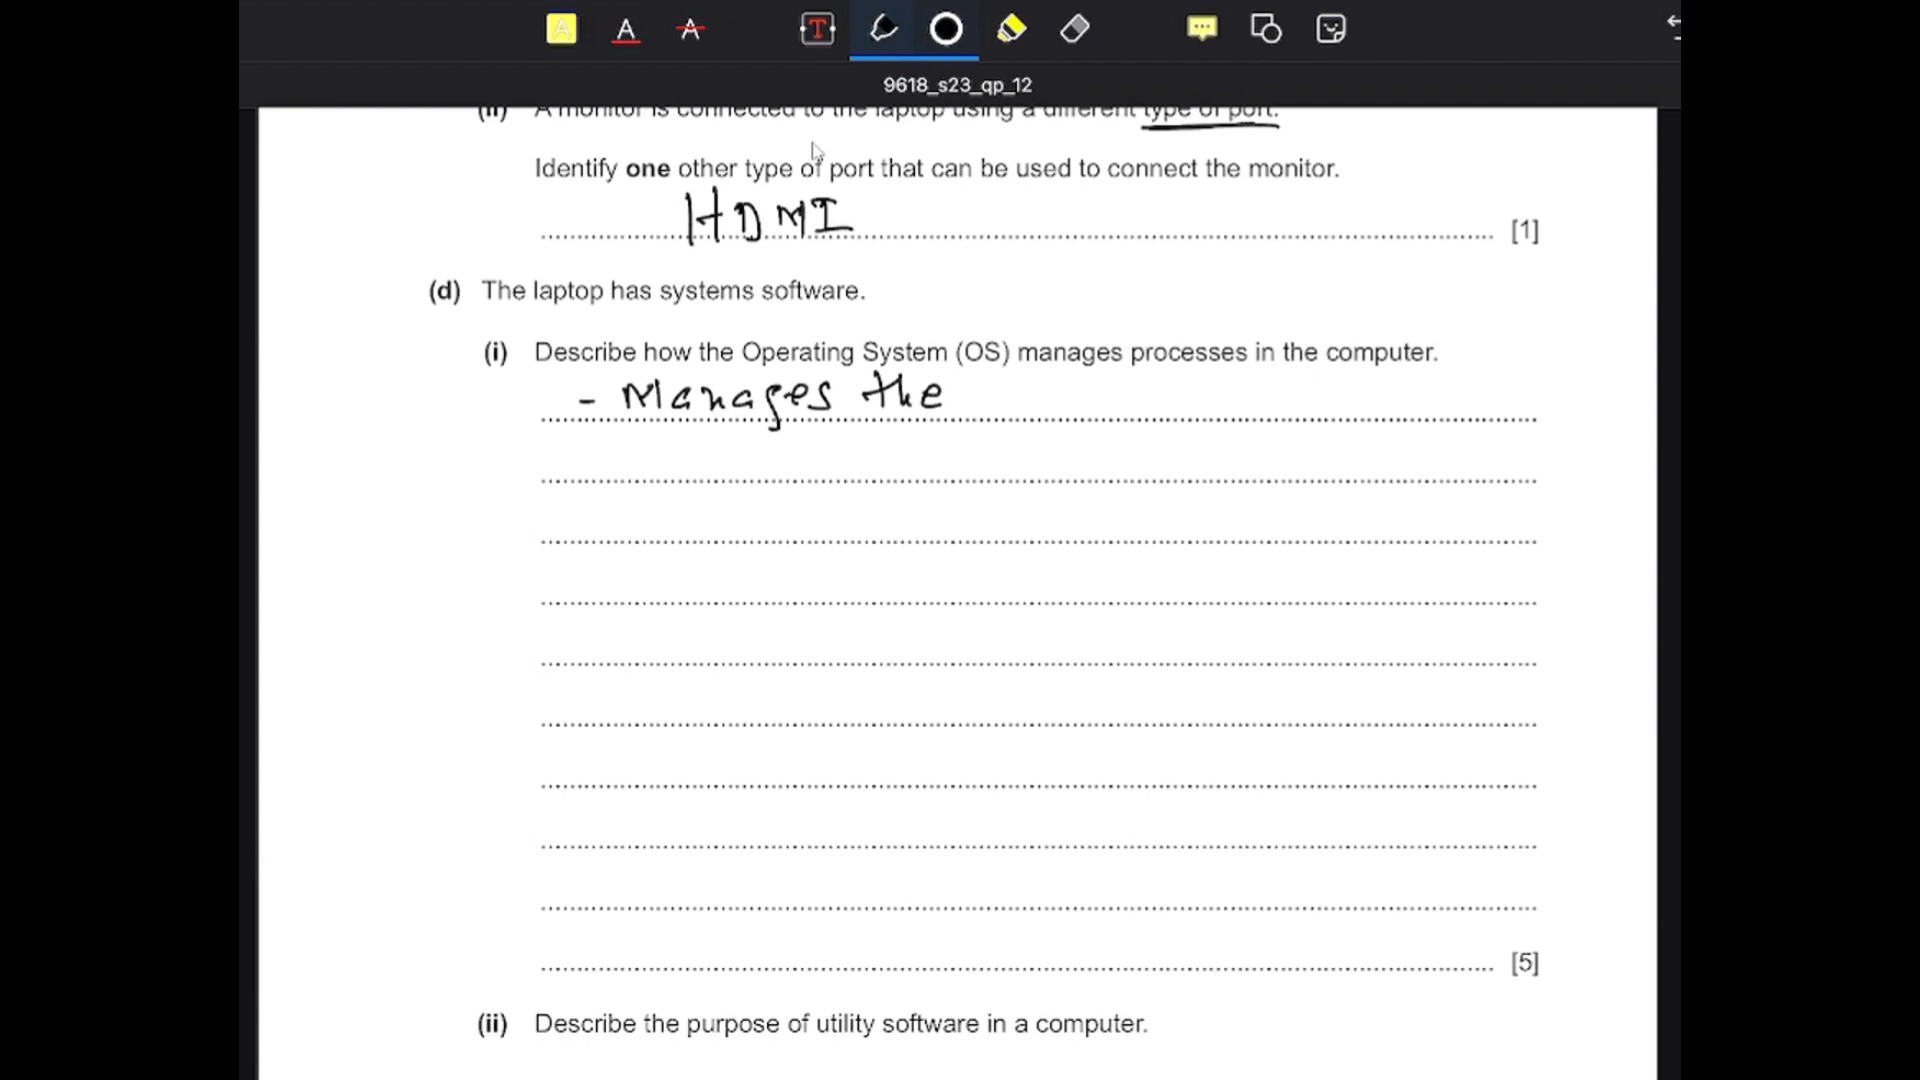 9618_s23_qp_12
(ii) A monitor is connected to the laptop using a different type of port.
Identify one other type of port that can be used to connect the monitor.
HDMI
[1]
(d) The laptop has systems software.
(i) Describe how the Operating System (OS) manages processes in the computer.
- Manages the
[5]
(ii) Describe the purpose of utility software in a computer.